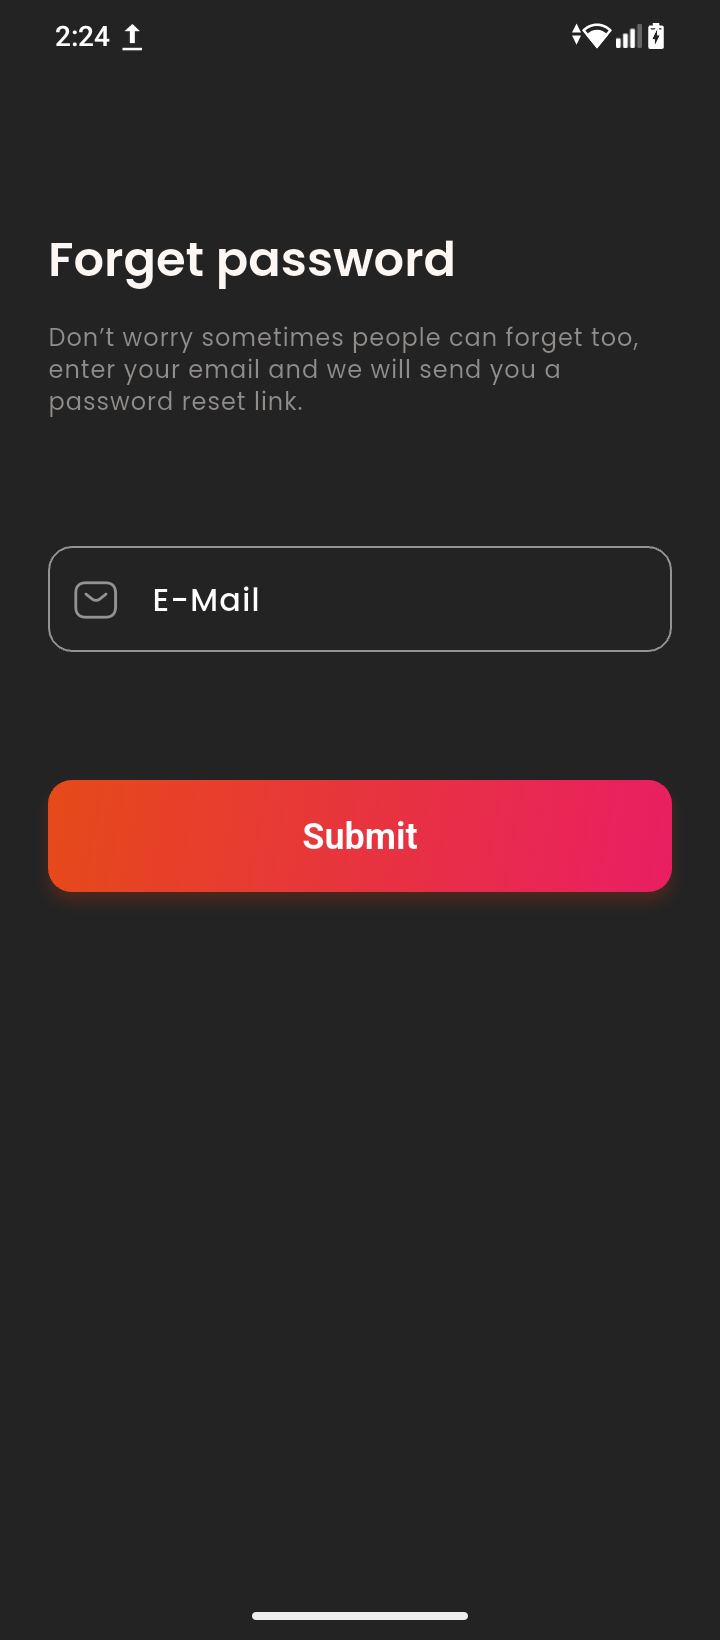 2:24
Forget password
Don’t worry sometimes people can forget too,
enter your email and we will send you a
password reset link.
E-Mail
Submit